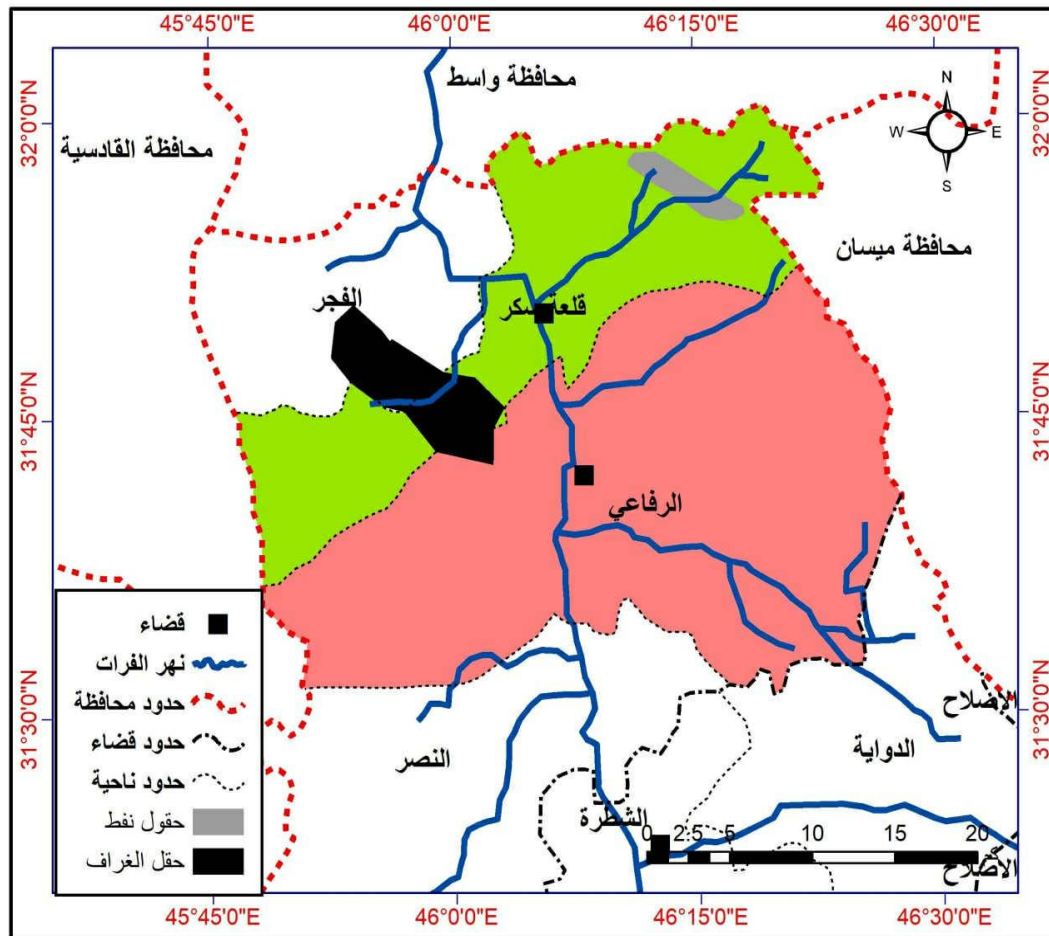 45°45'0"E 46°0'0"E 46°15'0"E 46°30'0"E
محافظة واسط
N
W E
S
32°0'0"N 32°0'0"N
محافظة القادسية
محافظة ميسان
الفجر
قلعة سكر
31°45'0"N 31°45'0"N
الرفاعي
قضاء
نهر الفرات
حدود محافظة
حدود قضاء
حدود ناحية
حقول نفط
حقل الغراف
31°30'0"N 31°30'0"N
الاصلاح
الدواية
النصر
الشطرة
0 2.5 5 10 15 20
الاصلاح
45°45'0"E 46°0'0"E 46°15'0"E 46°30'0"E